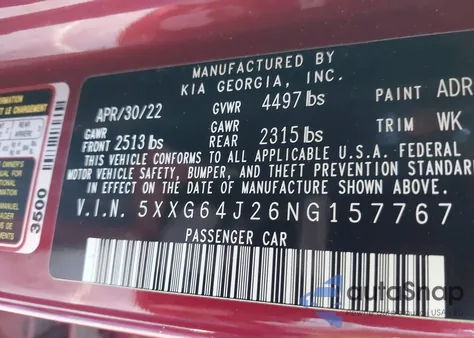 MANUFACTURED BY
KIA GEORGIA, INC.
APR/30/22 GVWR 4497 lbs PAINT ADR
GAWR FRONT 2513 lbs GAWR REAR 2315 lbs TRIM WK
THIS VEHICLE CONFORMS TO ALL APPLICABLE U.S.A. FEDERAL
MOTOR VEHICLE SAFETY, BUMPER, AND THEFT PREVENTION STANDARD
IN EFFECT ON THE DATE OF MANUFACTURE SHOWN ABOVE.
V.I.N. 5XXG64J26NG157767
PASSENGER CAR
3500
autoSnap